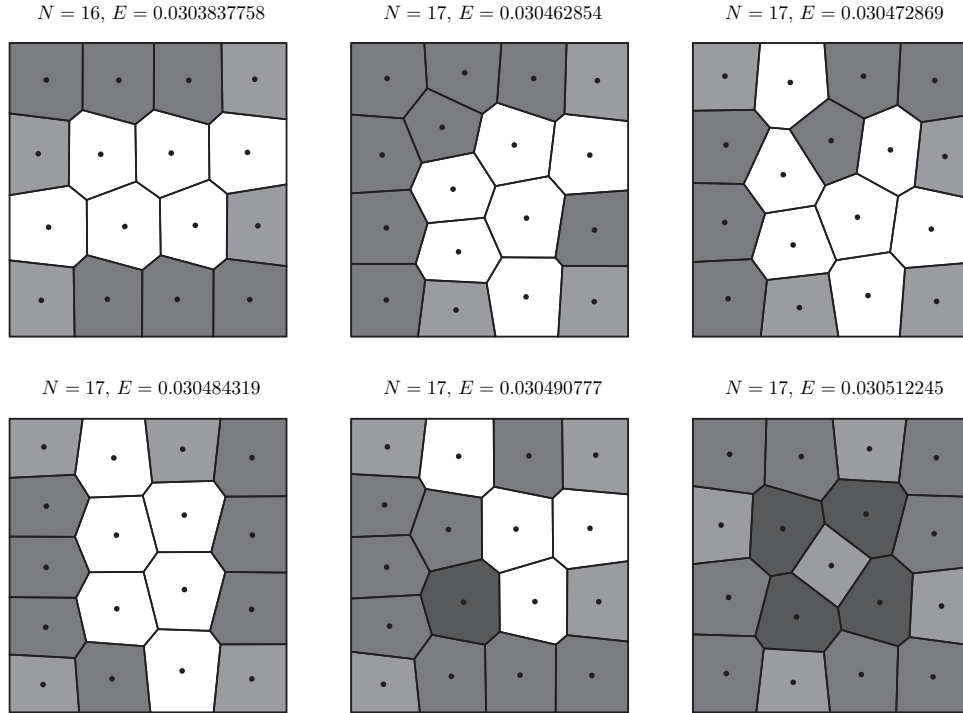 N = 16, E = 0.0303837758
N = 17, E = 0.030462854
N = 17, E = 0.030472869
N = 17, E = 0.030484319
N = 17, E = 0.030490777
N = 17, E = 0.030512245